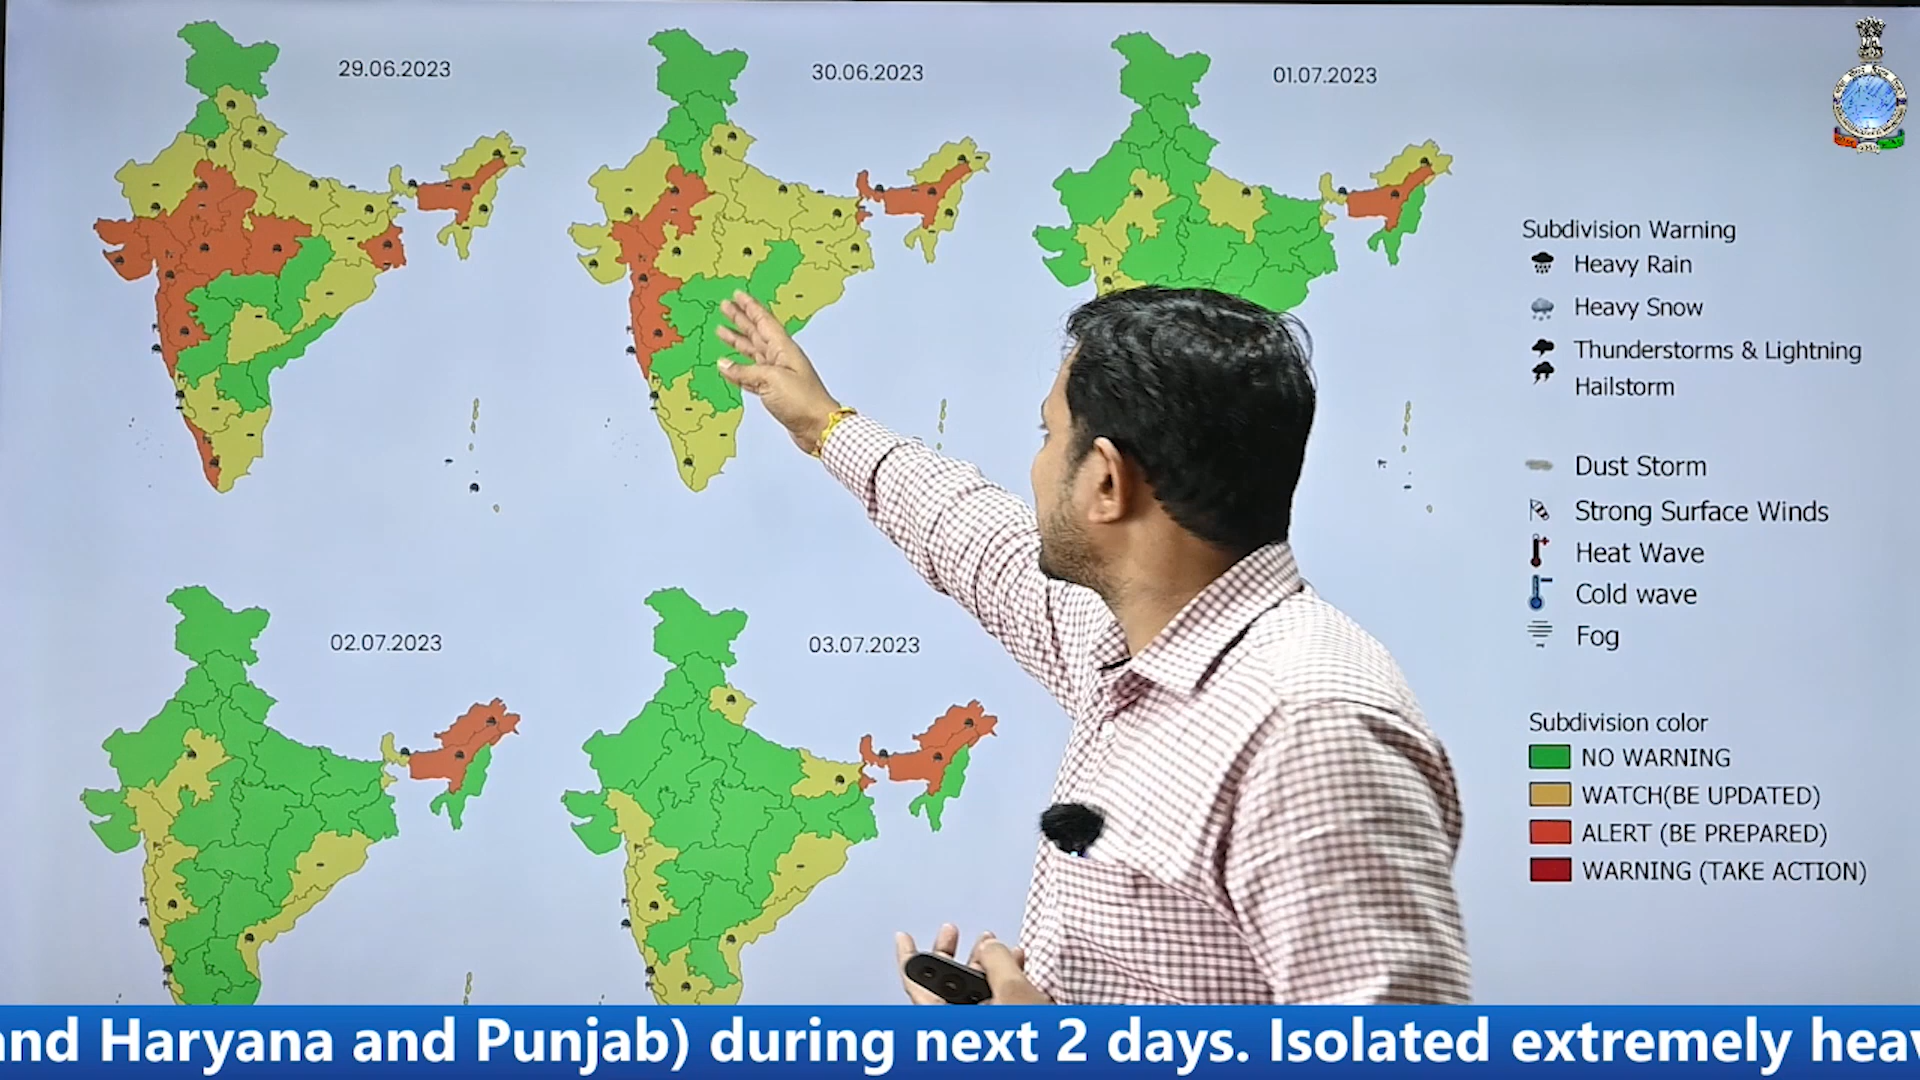 29.06.2023
30.06.2023
01.07.2023
02.07.2023
03.07.2023
Subdivision Warning
Heavy Rain
Heavy Snow
Thunderstorms & Lightning
Hailstorm
Dust Storm
Strong Surface Winds
Heat Wave
Cold wave
Fog
Subdivision color
NO WARNING
WATCH(BE UPDATED)
ALERT (BE PREPARED)
WARNING (TAKE ACTION)
and Haryana and Punjab) during next 2 days. Isolated extremely heav